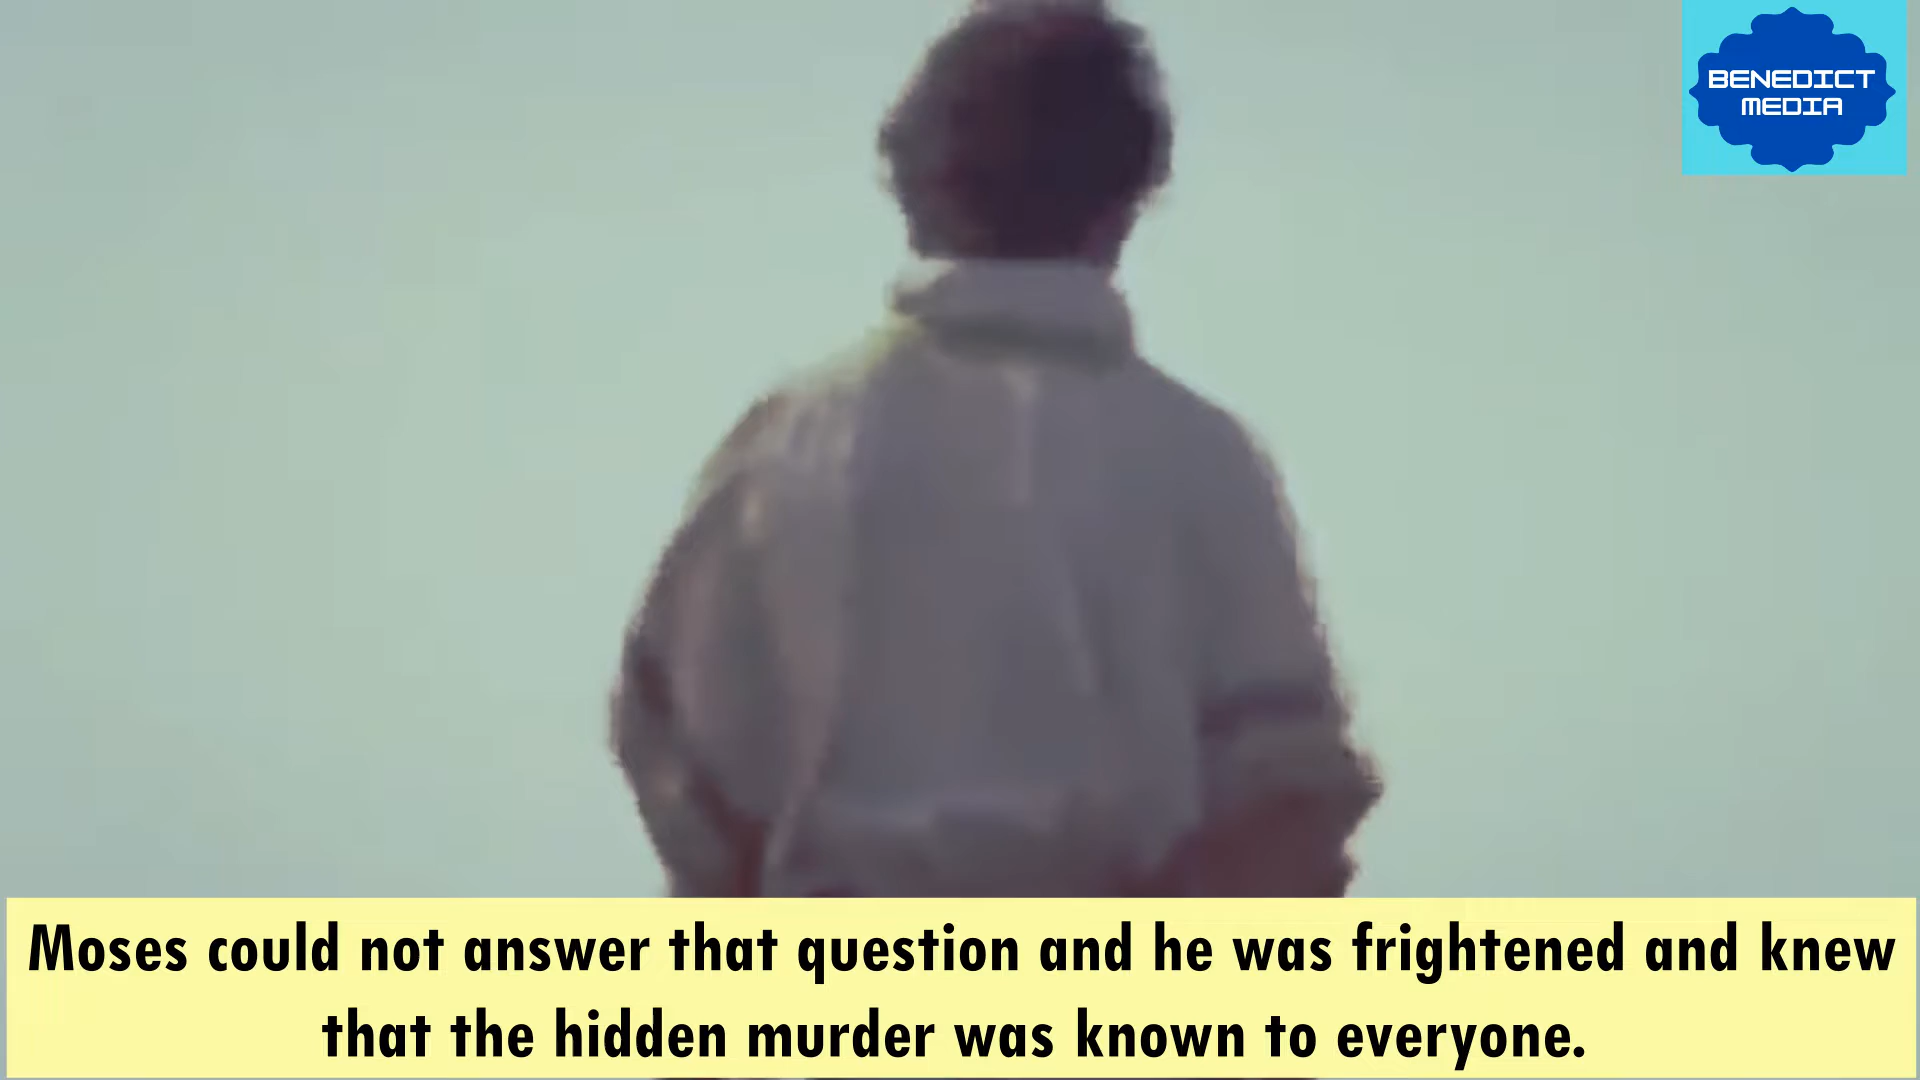 BENEDICT
MEDIA
Moses could not answer that question and he was frightened and knew
that the hidden murder was known to everyone.